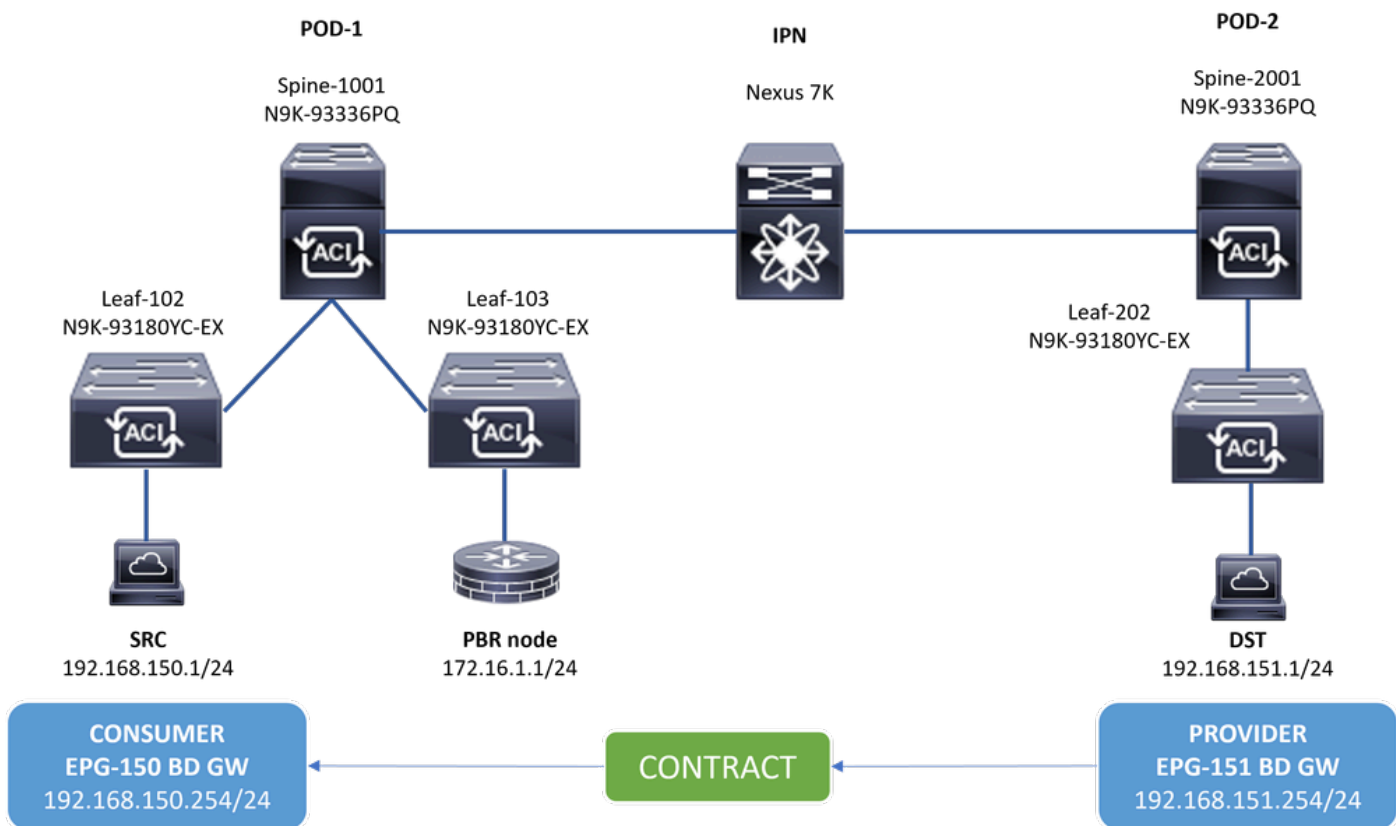 POD-1
IPN
POD-2
Spine-1001
N9K-93336PQ
Nexus 7K
Spine-2001
N9K-93336PQ
ACI
ACI
Leaf-102
N9K-93180YC-EX
Leaf-103
N9K-93180YC-EX
Leaf-202
N9K-93180YC-EX
ACI
ACI
ACI
SRC
192.168.150.1/24
PBR node
172.16.1.1/24
DST
192.168.151.1/24
CONSUMER
EPG-150 BD GW
192.168.150.254/24
CONTRACT
PROVIDER
EPG-151 BD GW
192.168.151.254/24